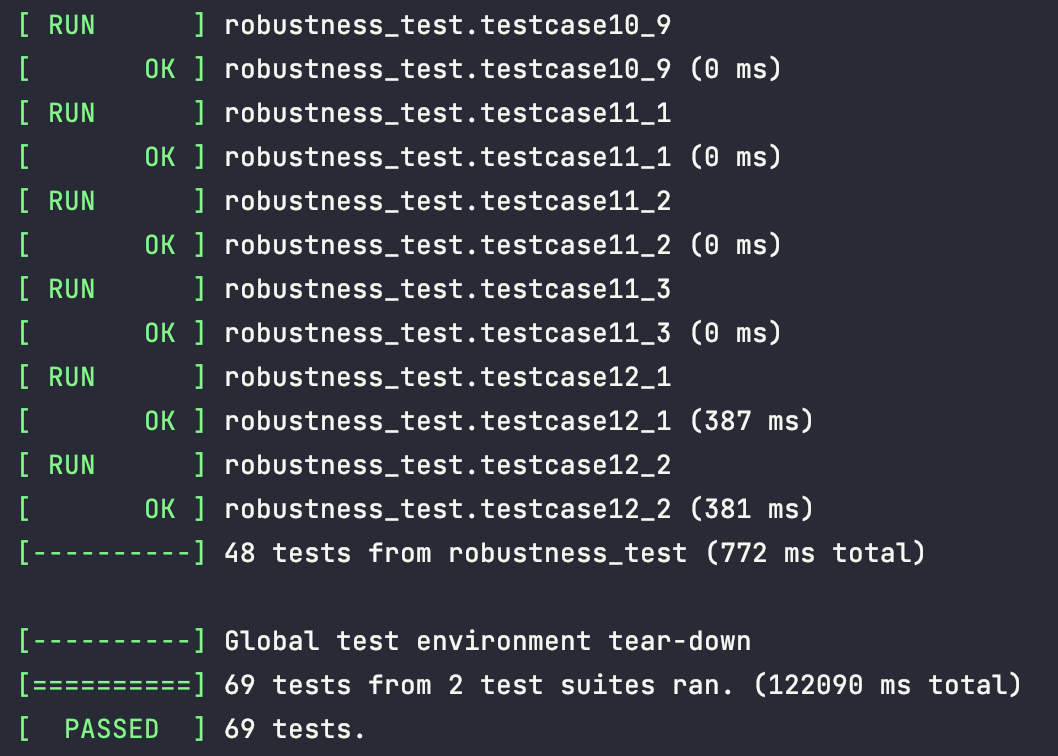 [ RUN      ] robustness_test.testcase10_9
[       OK ] robustness_test.testcase10_9 (0 ms)
[ RUN      ] robustness_test.testcase11_1
[       OK ] robustness_test.testcase11_1 (0 ms)
[ RUN      ] robustness_test.testcase11_2
[       OK ] robustness_test.testcase11_2 (0 ms)
[ RUN      ] robustness_test.testcase11_3
[       OK ] robustness_test.testcase11_3 (0 ms)
[ RUN      ] robustness_test.testcase12_1
[       OK ] robustness_test.testcase12_1 (387 ms)
[ RUN      ] robustness_test.testcase12_2
[       OK ] robustness_test.testcase12_2 (381 ms)
[----------] 48 tests from robustness_test (772 ms total)
[----------] Global test environment tear-down
[==========] 69 tests from 2 test suites ran. (122090 ms total)
[  PASSED  ] 69 tests.